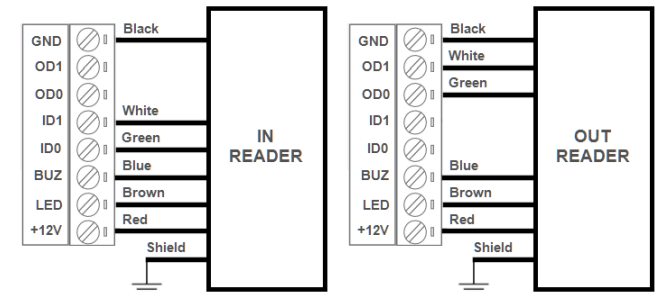 GND Black
OD1
OD0
ID1 White
ID0 Green
BUZ Blue
LED Brown
+12V Red
Shield
IN
READER
GND Black
OD1 White
OD0 Green
ID1
ID0
BUZ Blue
LED Brown
+12V Red
Shield
OUT
READER